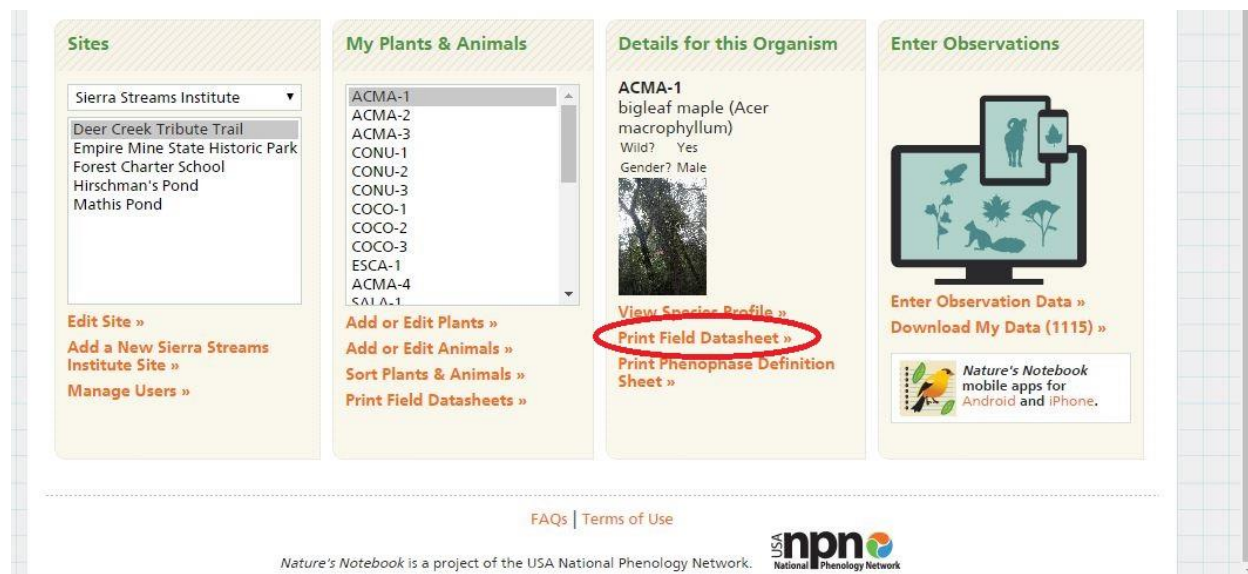 Sites
Sierra Streams Institute
Deer Creek Tribute Trail
Empire Mine State Historic Park
Forest Charter School
Hirschman's Pond
Mathis Pond
Edit Site »
Add a New Sierra Streams
Institute Site »
Manage Users »
My Plants & Animals
ACMA-1
ACMA-2
ACMA-3
CONU-1
CONU-2
CONU-3
COCO-1
COCO-2
COCO-3
ESCA-1
ACMA-4
SALA-1
Add or Edit Plants »
Add or Edit Animals »
Sort Plants & Animals »
Print Field Datasheets »
Details for this Organism
ACMA-1
bigleaf maple (Acer
macrophyllum)
Wild? Yes
Gender? Male
View Species Profile »
Print Field Datasheet »
Print Phenophase Definition
Sheet »
Enter Observations
Enter Observation Data »
Download My Data (1115) »
Nature's Notebook
mobile apps for
Android and iPhone.
FAQs | Terms of Use
Nature's Notebook is a project of the USA National Phenology Network.
USA npn
National Phenology Network